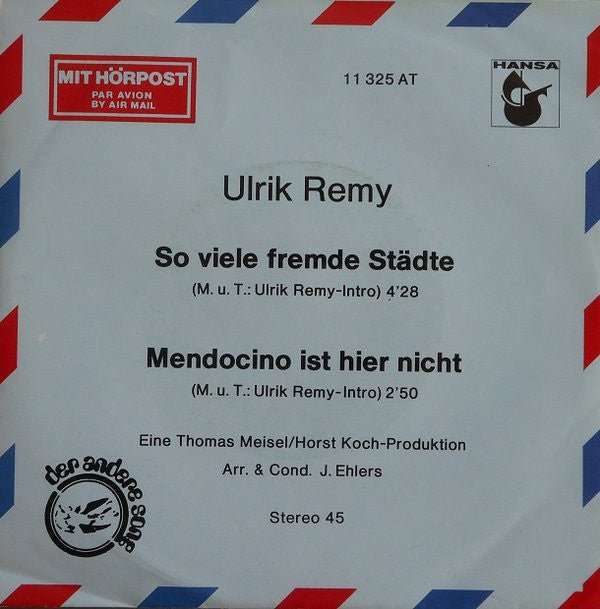 MIT HÖRPOST
PAR AVION
BY AIR MAIL
11 325 AT
HANSA
Ulrik Remy
So viele fremde Städte
(M. u. T.: Ulrik Remy-Intro) 4'28
Mendocino ist hier nicht
(M. u. T.: Ulrik Remy-Intro) 2'50
Eine Thomas Meisel/Horst Koch-Produktion
Arr. & Cond. J. Ehlers
der andere song
Stereo 45